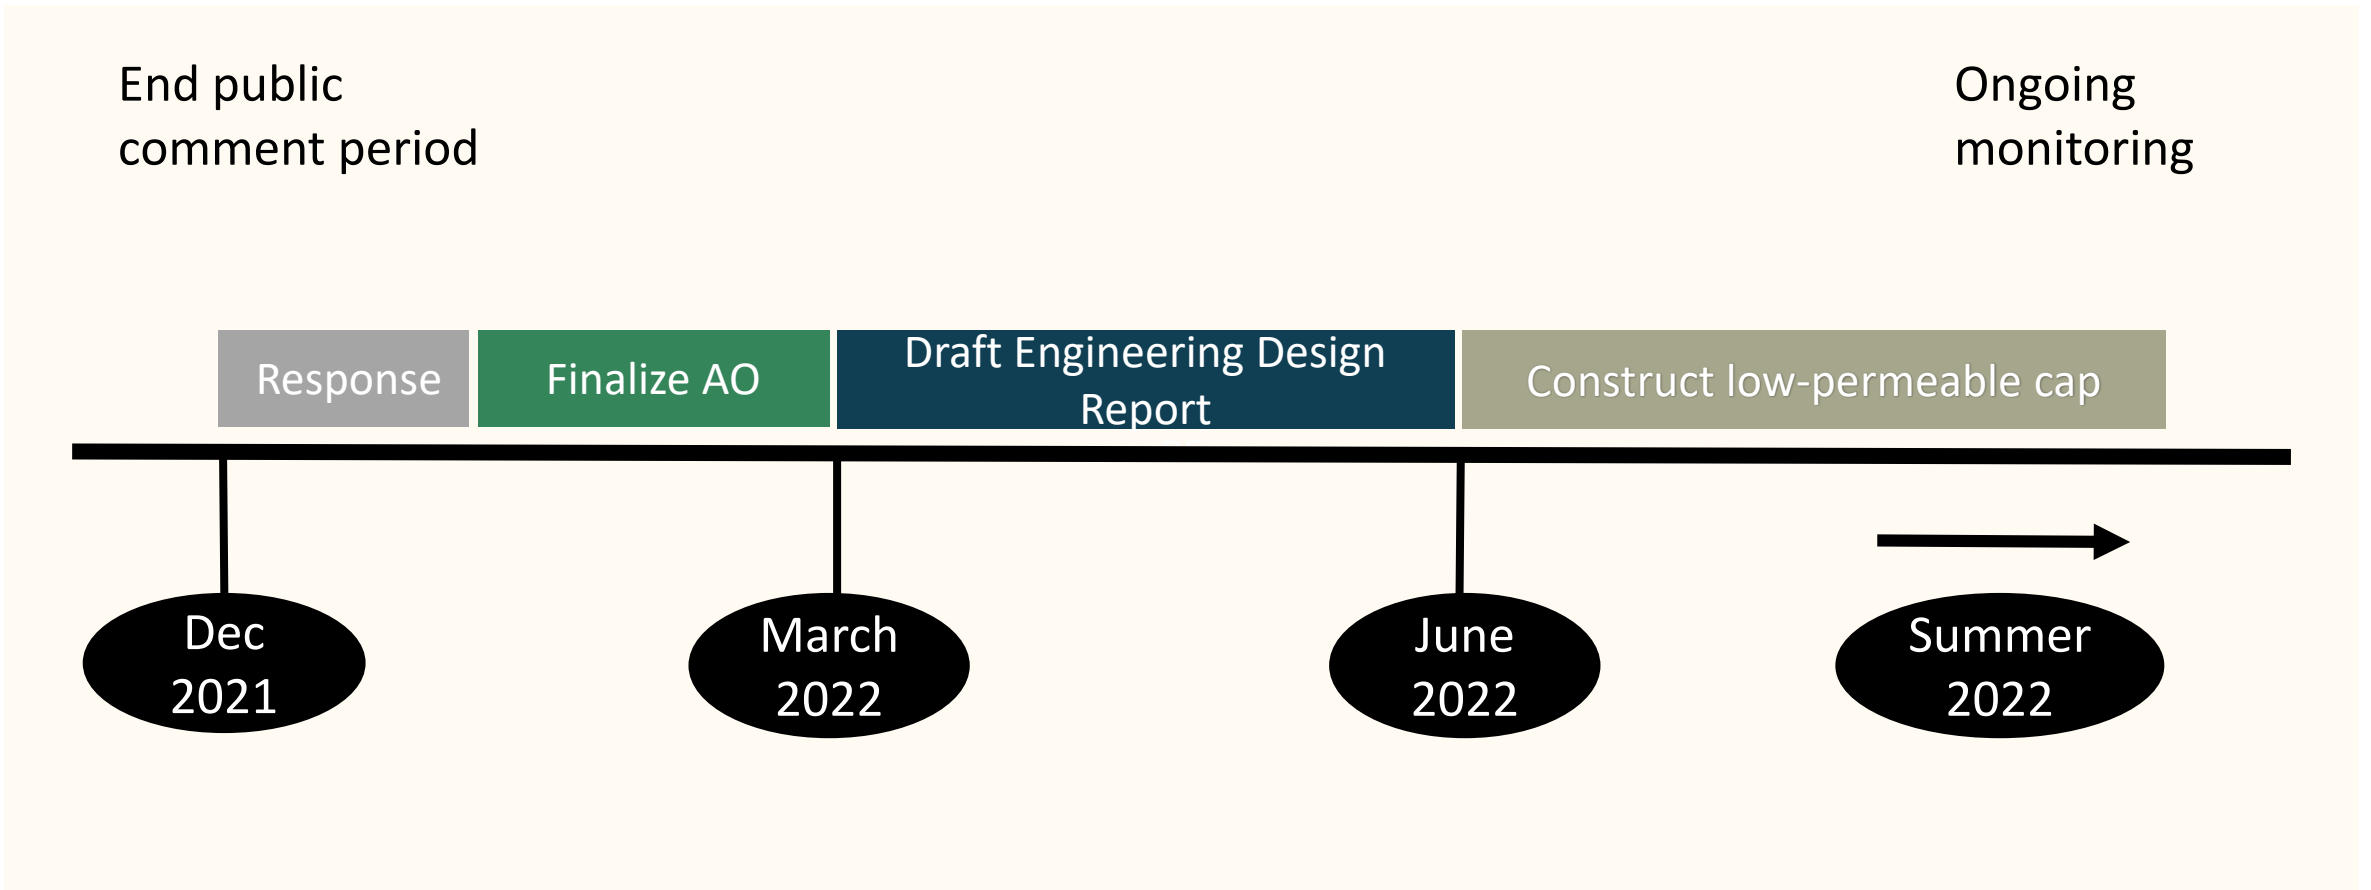 End public
comment period
Ongoing
monitoring
Response
Finalize AO
Draft Engineering Design
Report
Construct low-permeable cap
Dec
2021
March
2022
June
2022
Summer
2022